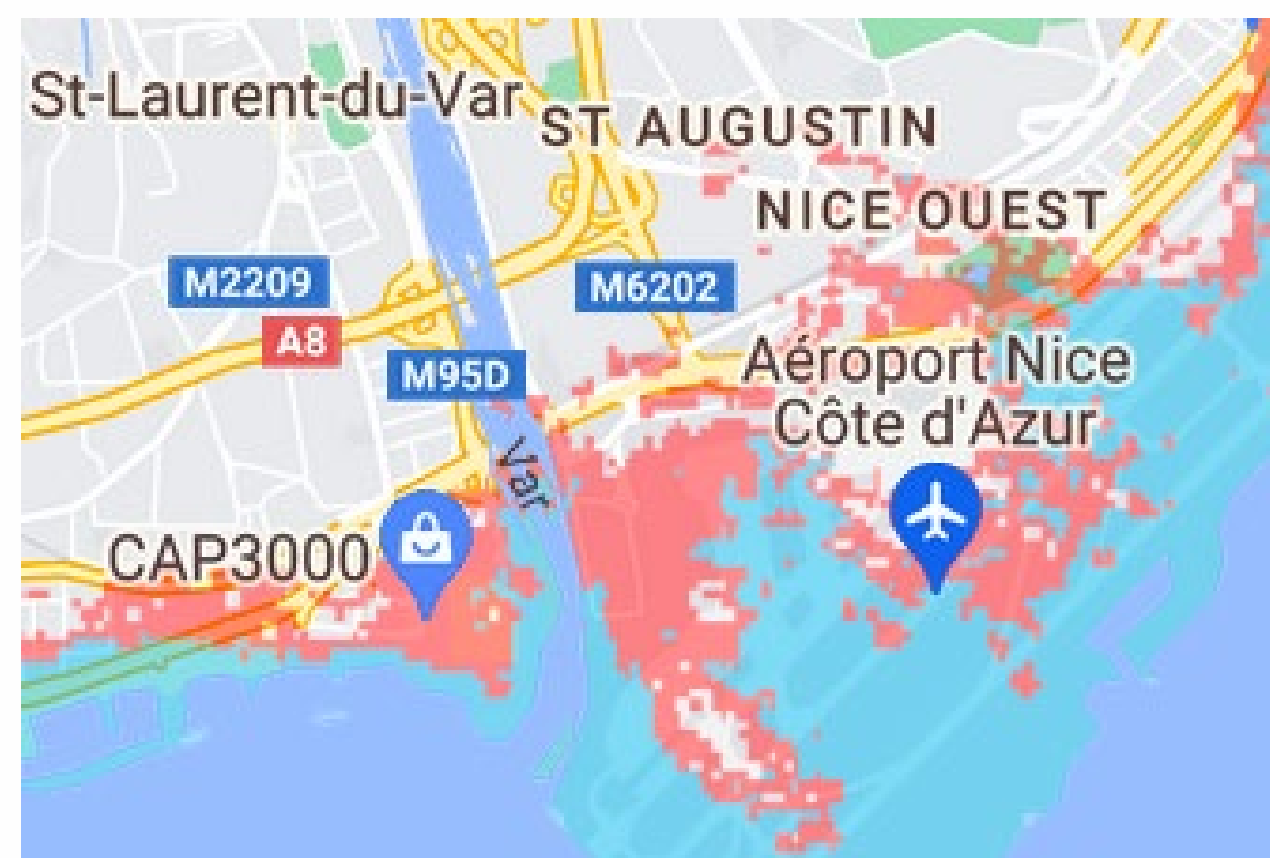 St-Laurent-du-Var
ST AUGUSTIN
NICE OUEST
M2209
M6202
A8
M95D
Aéroport Nice
Côte d'Azur
Var
CAP3000